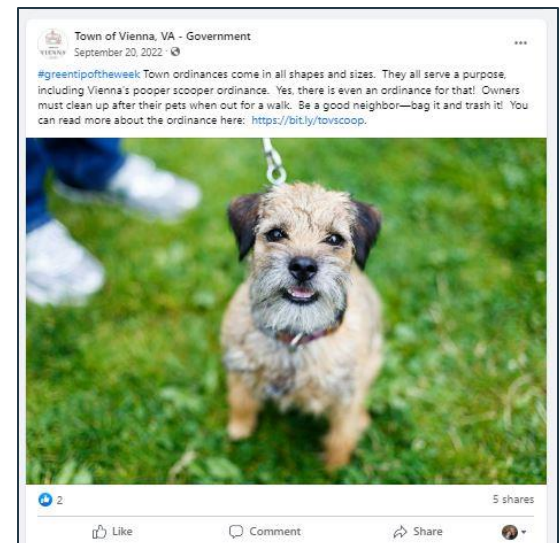 Town of Vienna, VA - Government
September 20, 2022
VIENNA
#greentipoftheweek Town ordinances come in all shapes and sizes. They all serve a purpose,
including Vienna's pooper scooper ordinance. Yes, there is even an ordinance for that! Owners
must clean up after their pets when out for a walk. Be a good neighbor—bag it and trash it! You
can read more about the ordinance here: https://bit.ly/tovscoop.
2
5 shares
Like
Comment
Share